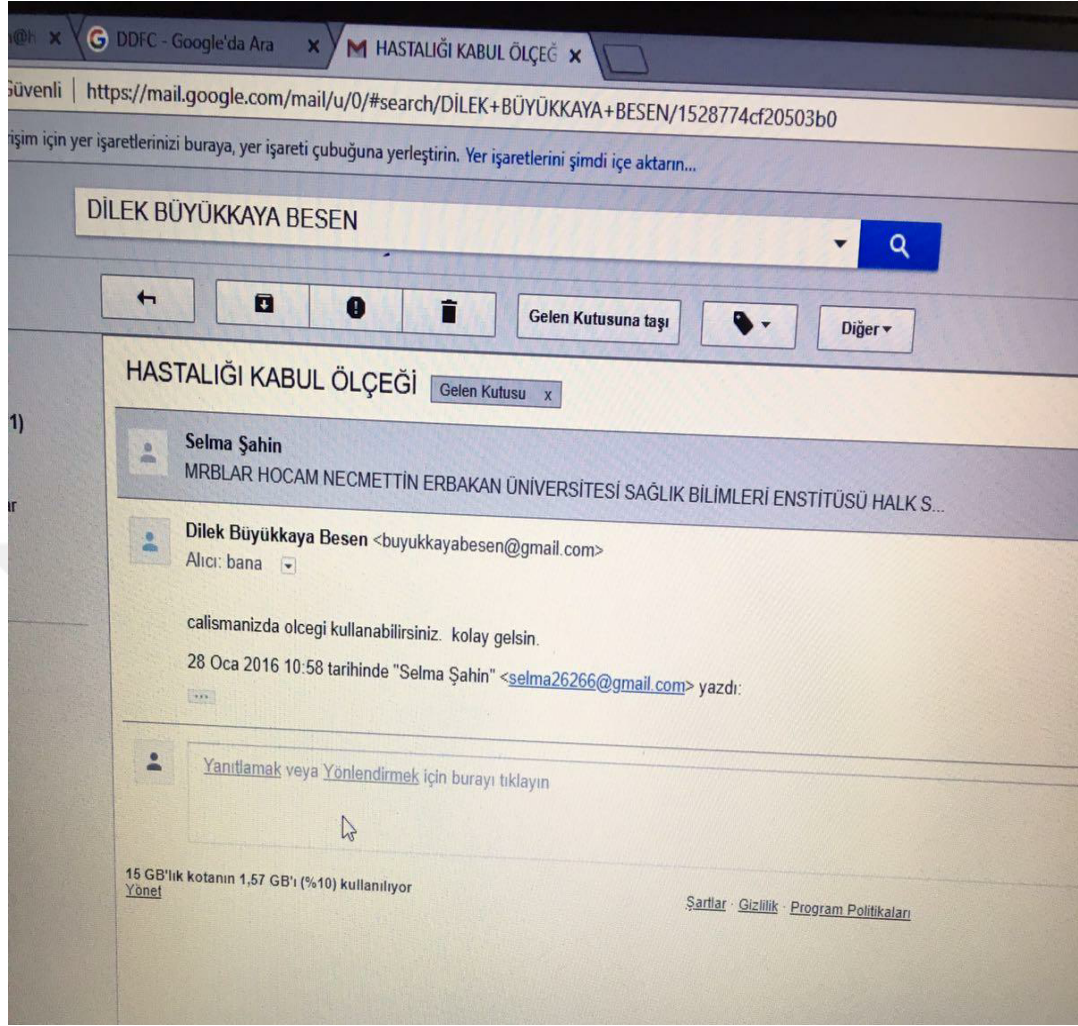 DDFC - Google'da Ara
HASTALIĞI KABUL ÖLÇEĞ
Güvenli | https://mail.google.com/mail/u/0/#search/DİLEK+BÜYÜKKAYA+BESEN/1528774cf20503b0
için yer işaretlerinizi buraya, yer işareti çubuğuna yerleştirin. Yer işaretlerini şimdi içe aktarın...
DİLEK BÜYÜKKAYA BESEN
Gelen Kutusuna taşı
Diğer
HASTALIĞI KABUL ÖLÇEĞİ Gelen Kutusu x
1)
Selma Şahin
MRBLAR HOCAM NECMETTİN ERBAKAN ÜNİVERSİTESİ SAĞLIK BİLİMLERİ ENSTİTÜSÜ HALK S...
Dilek Büyükkaya Besen <buyukkayabesen@gmail.com>
Alıcı: bana
calismanizda olcegi kullanabilirsiniz. kolay gelsin.
28 Oca 2016 10:58 tarihinde "Selma Şahin" <selma26266@gmail.com> yazdı:
...
Yanıtlamak veya Yönlendirmek için burayı tıklayın
15 GB'lık kotanın 1,57 GB'ı (%10) kullanılıyor
Yönet
Şartlar · Gizlilik · Program Politikaları